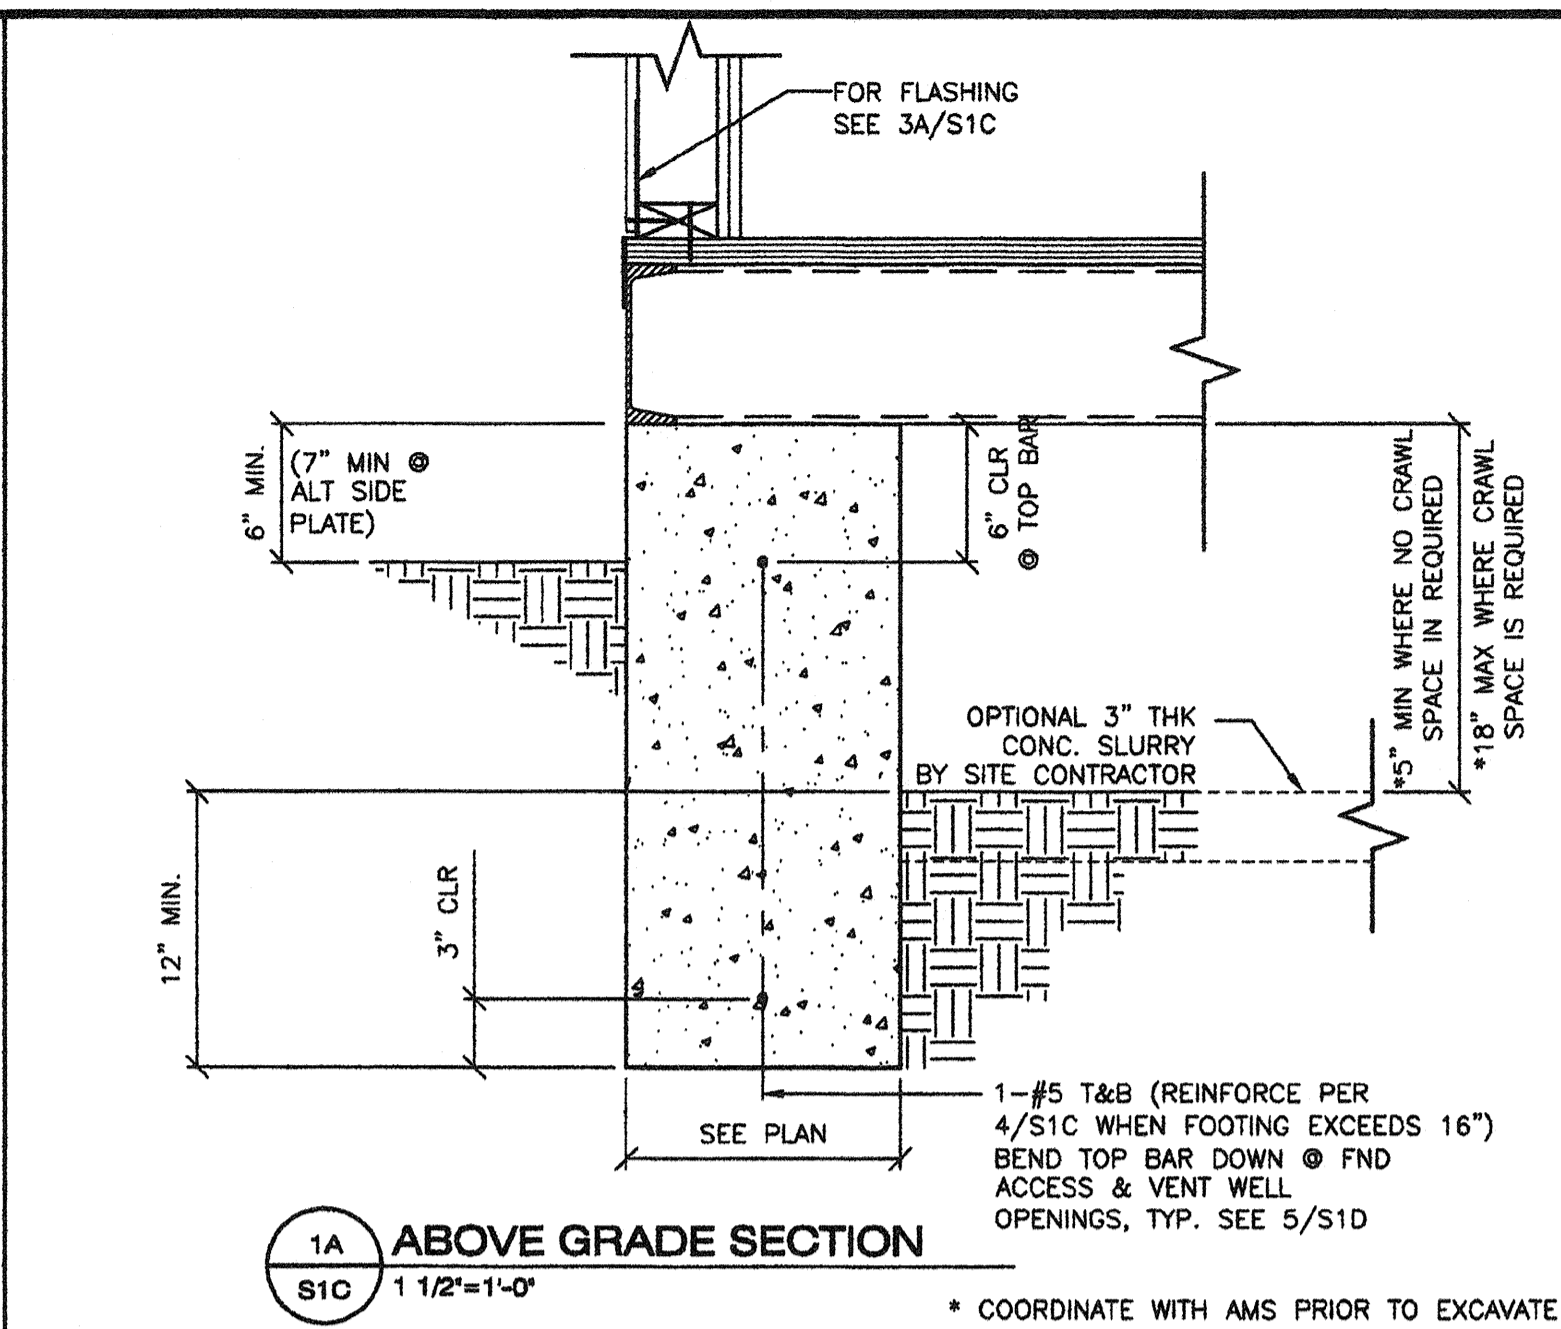 FOR FLASHING
SEE 3A/S1C
6" MIN.
(7" MIN @
ALT SIDE
PLATE)
6" CLR
@ TOP BAR
*5" MIN WHERE NO CRAWL
SPACE IN REQUIRED
*18" MAX WHERE CRAWL
SPACE IS REQUIRED
OPTIONAL 3" THK
CONC. SLURRY
BY SITE CONTRACTOR
12" MIN.
3" CLR
SEE PLAN
1-#5 T&B (REINFORCE PER
4/S1C WHEN FOOTING EXCEEDS 16")
BEND TOP BAR DOWN @ FND
ACCESS & VENT WELL
OPENINGS, TYP. SEE 5/S1D
1A
S1C
ABOVE GRADE SECTION
1 1/2"=1'-0"
* COORDINATE WITH AMS PRIOR TO EXCAVATE